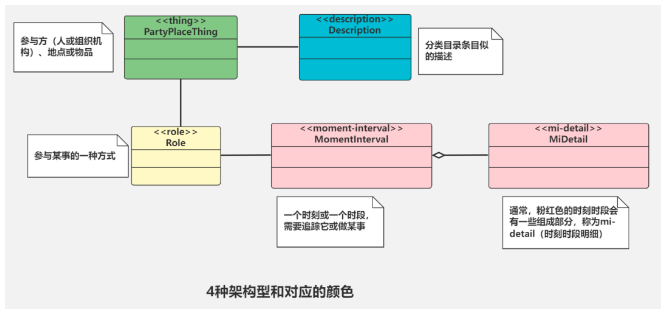 <<thing>>
PartyPlaceThing
<<description>>
Description
参与方（人或组织机
构）、地点或物品
分类目录条目似
的描述
<<role>>
Role
<<moment-interval>>
MomentInterval
<<mi-detail>>
MiDetail
参与某事的一种方式
一个时刻或一个时段，
需要追踪它或做某事
通常，粉红色的时刻时段会
有一些组成部分，称为mi-
detail（时刻时段明细）
4种架构型和对应的颜色